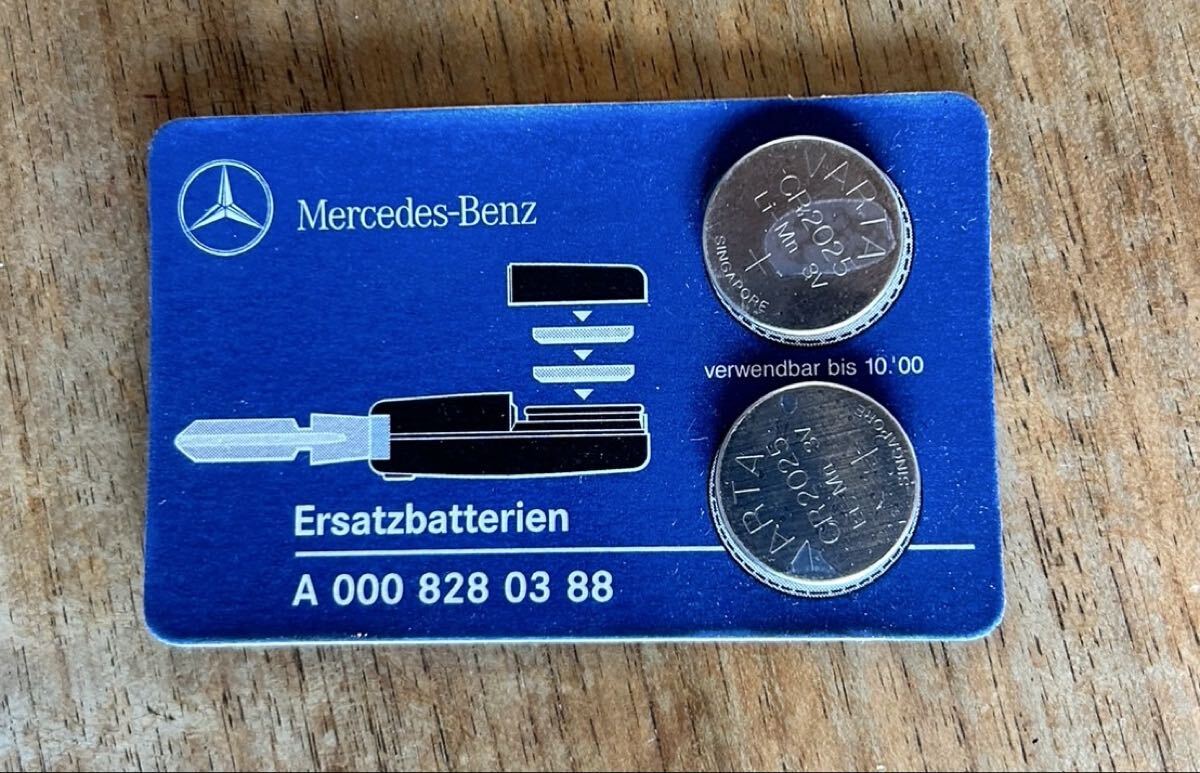 Mercedes-Benz
VARTA
CR2025
Li Mn 3V
+
SINGAPORE
verwendbar bis 10.'00
VARTA
CR2025
Li Mn 3V
+
SINGAPORE
Ersatzbatterien
A 000 828 03 88